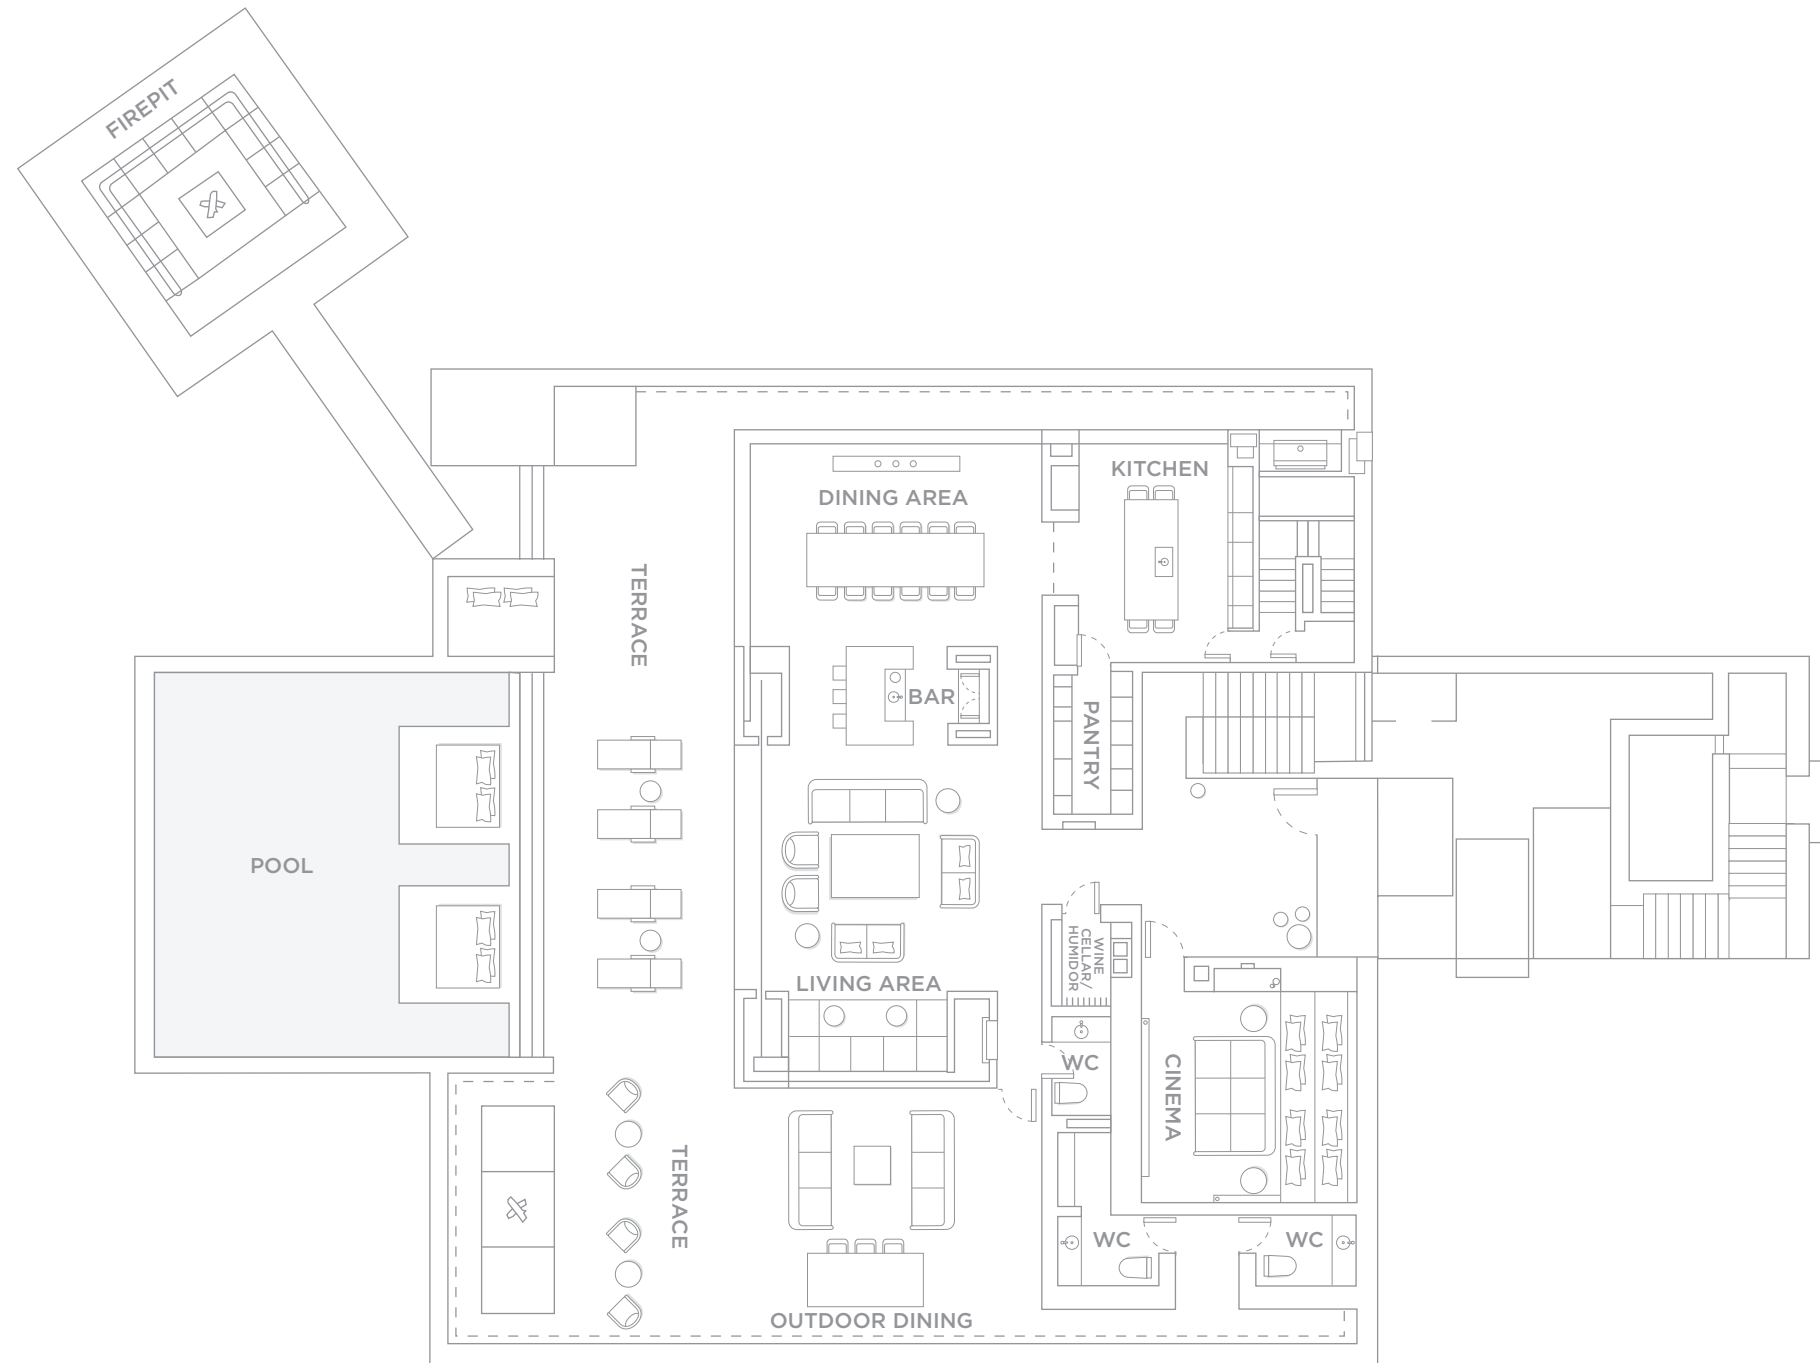 FIREPIT
KITCHEN
DINING AREA
TERRACE
BAR
PANTRY
POOL
LIVING AREA
WINE
CELLAR/
HUMIDOR
WC
CINEMA
TERRACE
WC
WC
OUTDOOR DINING